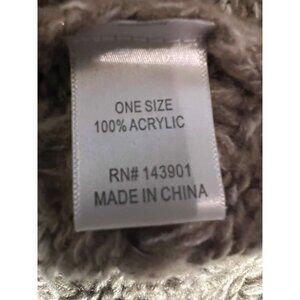 ONE SIZE
100% ACRYLIC
RN# 143901
MADE IN CHINA